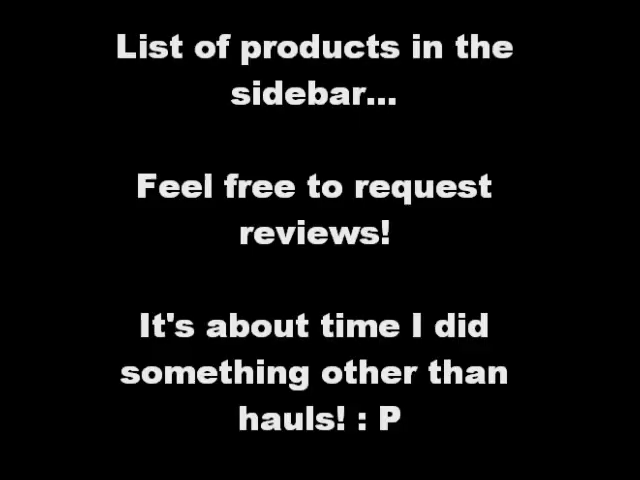 List of products in the
sidebar...
Feel free to request
reviews!
It's about time I did
something other than
hauls! : P